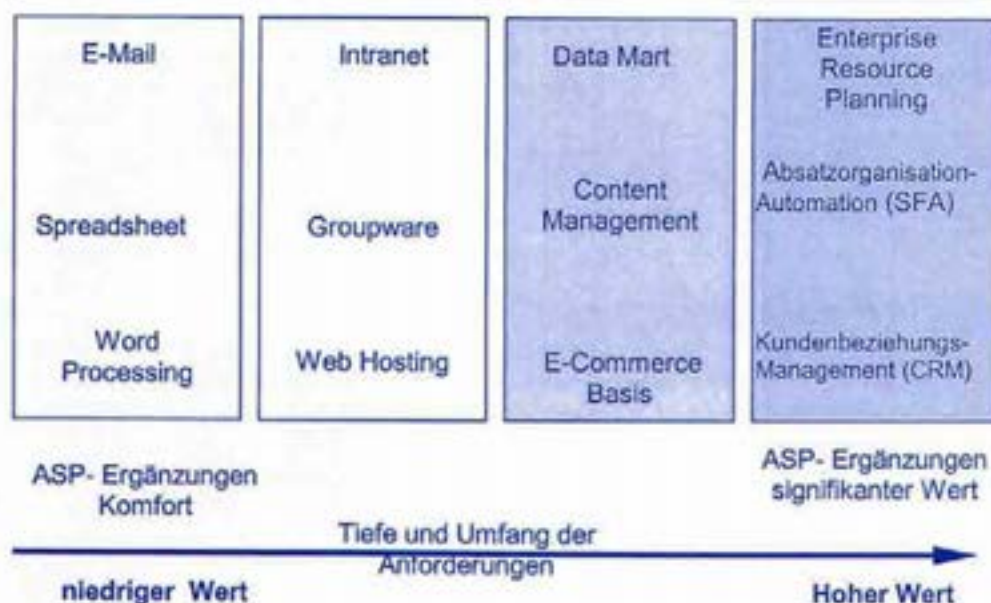 E-Mail
Spreadsheet
Word
Processing
Intranet
Groupware
Web Hosting
Data Mart
Content
Management
E-Commerce
Basis
Enterprise
Resource
Planning
Absatzorganisation-
Automation (SFA)
Kundenbeziehungs-
Management (CRM)
ASP- Ergänzungen
Komfort
ASP- Ergänzungen
signifikanter Wert
Tiefe und Umfang der
Anforderungen
niedriger Wert
Hoher Wert